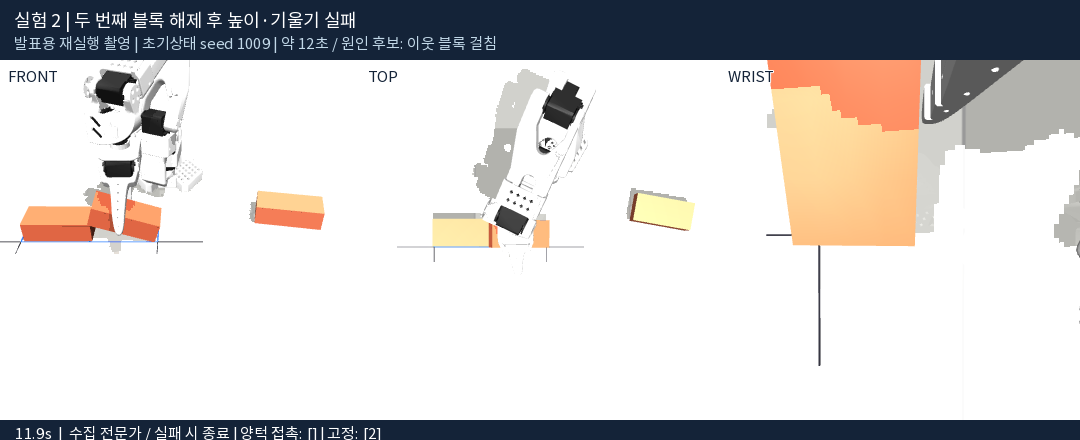 실험 2 | 두 번째 블록 해제 후 높이·기울기 실패
발표용 재실행 촬영 | 초기상태 seed 1009 | 약 12초 / 원인 후보: 이웃 블록 걸침
FRONT
TOP
WRIST
11.9s | 수집 전문가 / 실패 시 종료 | 양턱 접촉: [] | 고정: [2]